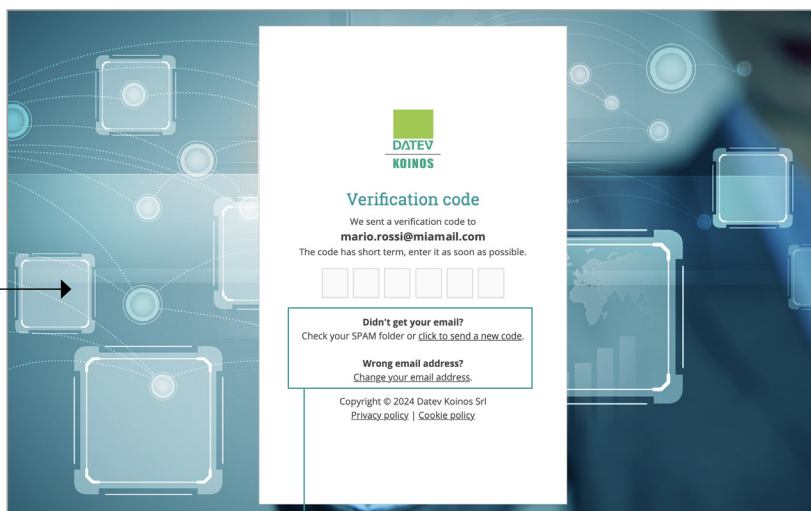 DATEV
KOINOS
Verification code
We sent a verification code to
mario.rossi@miamail.com
The code has short term, enter it as soon as possible.
Didn't get your email?
Check your SPAM folder or click to send a new code.
Wrong email address?
Change your email address.
Copyright © 2024 Datev Koinos Srl
Privacy policy | Cookie policy